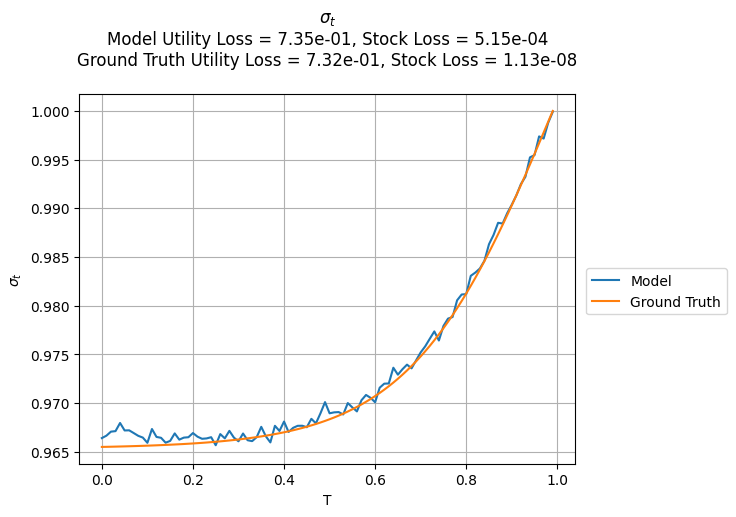 σₜ
Model Utility Loss = 7.35e-01, Stock Loss = 5.15e-04
Ground Truth Utility Loss = 7.32e-01, Stock Loss = 1.13e-08
1.000
0.995
0.990
0.985
0.980
0.975
0.970
0.965
σₜ
0.0 0.2 0.4 0.6 0.8 1.0
T
Model
Ground Truth